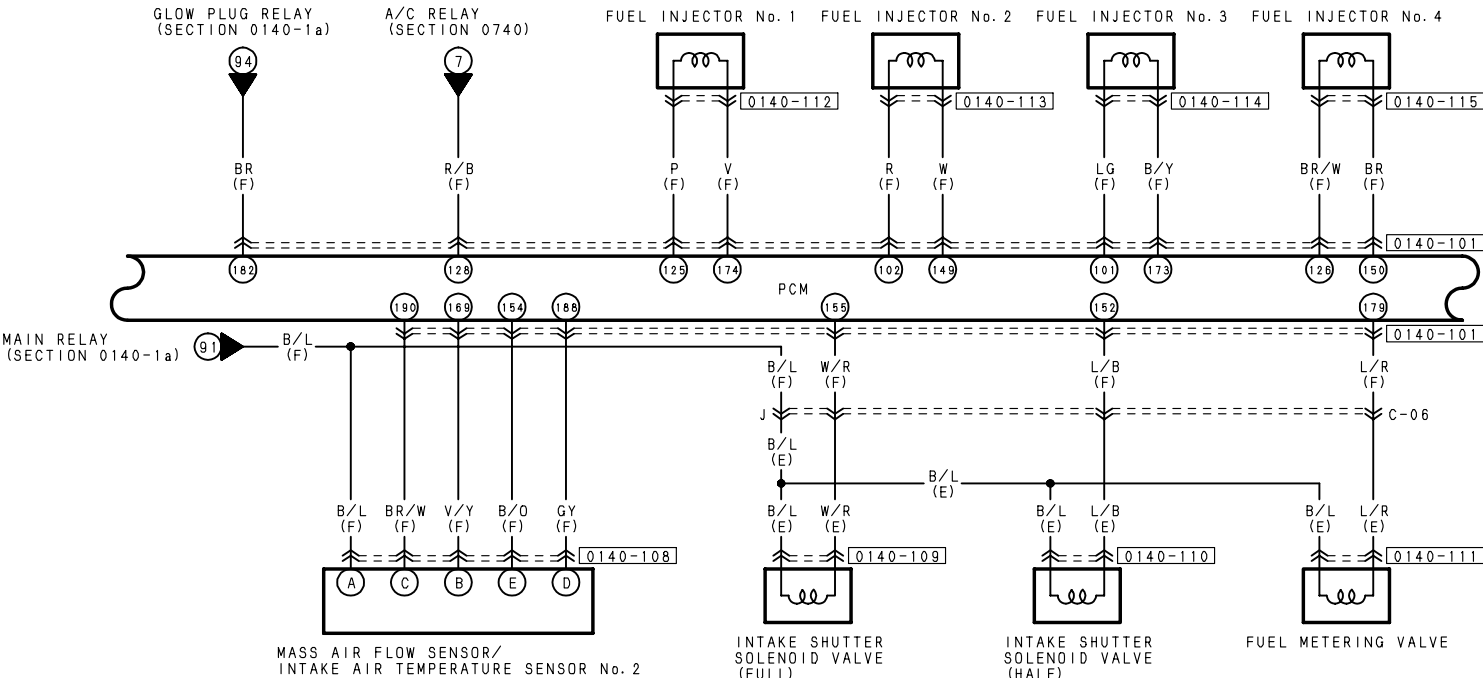 GLOW PLUG RELAY
(SECTION 0140-1a)
A/C RELAY
(SECTION 0740)
FUEL INJECTOR No.1
FUEL INJECTOR No.2
FUEL INJECTOR No.3
FUEL INJECTOR No.4
94
7
0140-112
0140-113
0140-114
0140-115
BR
(F)
R/B
(F)
P
(F)
V
(F)
R
(F)
W
(F)
LG
(F)
B/Y
(F)
BR/W
(F)
BR
(F)
0140-101
182
128
125
174
102
149
101
173
126
150
PCM
190
169
154
188
155
152
179
0140-101
MAIN RELAY
(SECTION 0140-1a)
91
B/L
(F)
B/L
(F)
W/R
(F)
L/B
(F)
L/R
(F)
J
C-06
B/L
(E)
B/L
(E)
B/L
(F)
BR/W
(F)
V/Y
(F)
B/O
(F)
GY
(F)
B/L
(E)
W/R
(E)
B/L
(E)
L/B
(E)
B/L
(E)
L/R
(E)
0140-108
0140-109
0140-110
0140-111
A
C
B
E
D
MASS AIR FLOW SENSOR/
INTAKE AIR TEMPERATURE SENSOR No.2
INTAKE SHUTTER
SOLENOID VALVE
(FULL)
INTAKE SHUTTER
SOLENOID VALVE
(HALF)
FUEL METERING VALVE